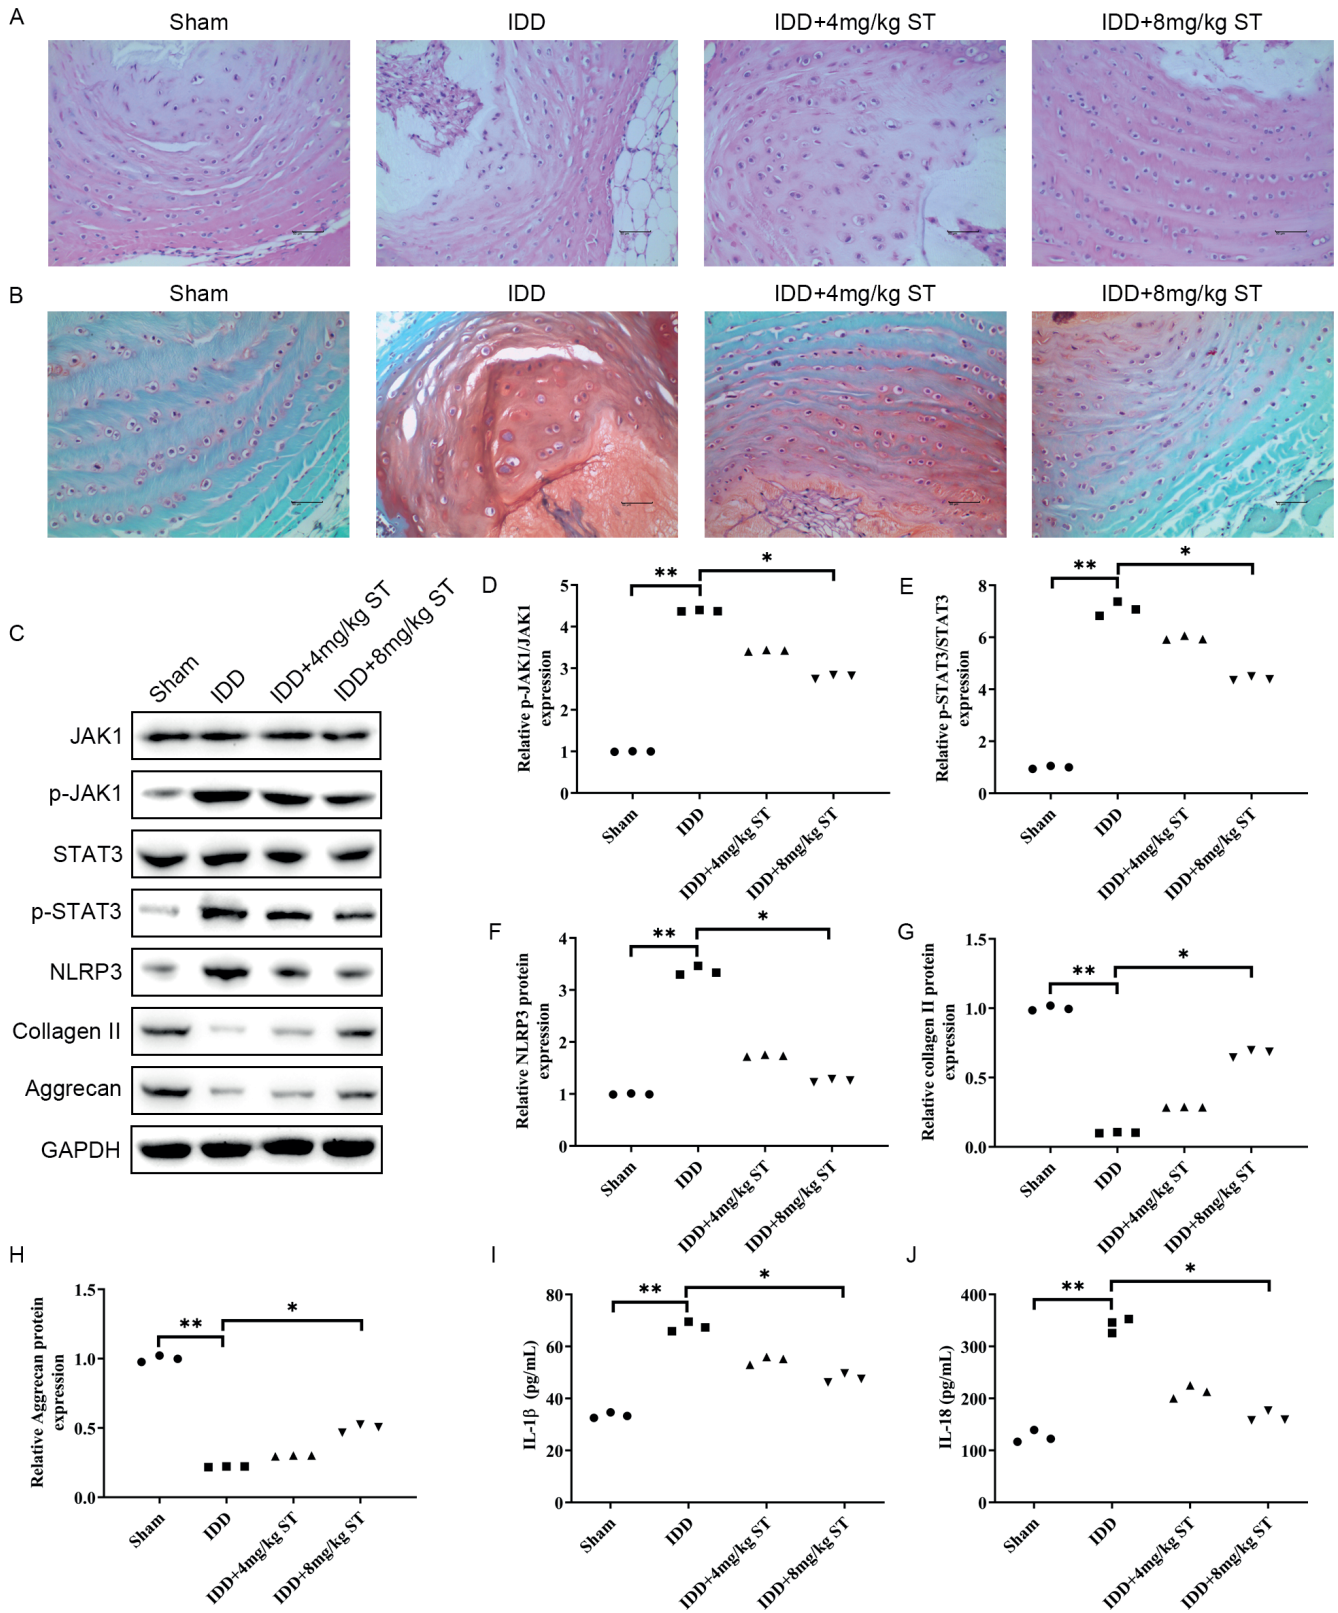 A
Sham
IDD
IDD+4mg/kg ST
IDD+8mg/kg ST
B
Sham
IDD
IDD+4mg/kg ST
IDD+8mg/kg ST
C
Sham
IDD
IDD+4mg/kg ST
IDD+8mg/kg ST
JAK1
p-JAK1
STAT3
p-STAT3
NLRP3
Collagen II
Aggrecan
GAPDH
D
**
*
Relative p-JAK1/JAK1
expression
5
4
3
2
1
0
Sham
IDD
IDD+4mg/kg ST
IDD+8mg/kg ST
E
**
*
Relative p-STAT3/STAT3
expression
8
6
4
2
0
Sham
IDD
IDD+4mg/kg ST
IDD+8mg/kg ST
F
**
*
Relative NLRP3 protein
expression
4
3
2
1
0
Sham
IDD
IDD+4mg/kg ST
IDD+8mg/kg ST
G
**
*
Relative collagen II protein
expression
1.5
1.0
0.5
0.0
Sham
IDD
IDD+4mg/kg ST
IDD+8mg/kg ST
H
**
*
Relative Aggrecan protein
expression
1.5
1.0
0.5
0.0
Sham
IDD
IDD+4mg/kg ST
IDD+8mg/kg ST
I
**
*
IL-1β (pg/mL)
80
60
40
20
0
Sham
IDD
IDD+4mg/kg ST
IDD+8mg/kg ST
J
**
*
IL-18 (pg/mL)
400
300
200
100
0
Sham
IDD
IDD+4mg/kg ST
IDD+8mg/kg ST